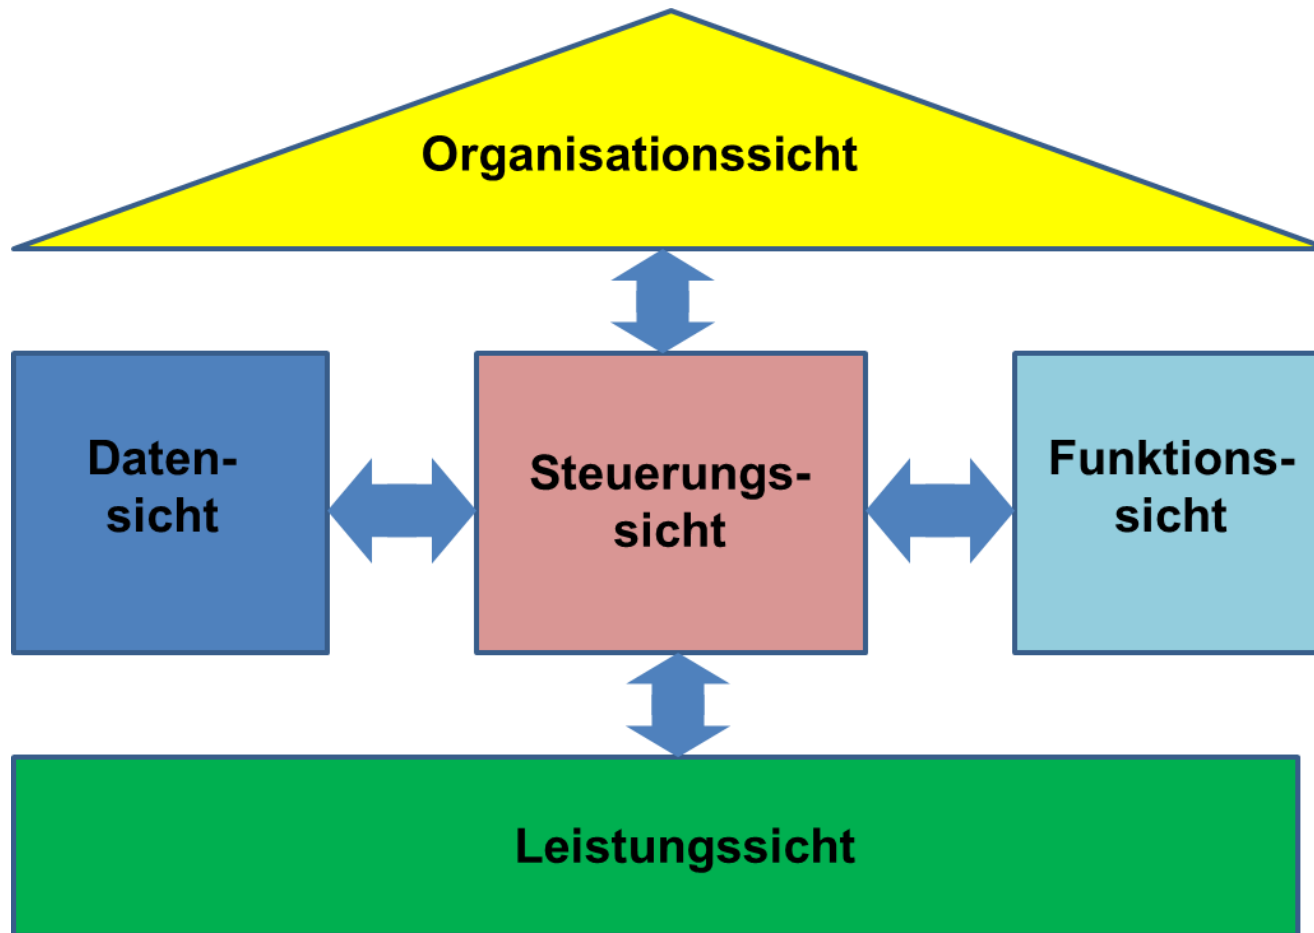 Organisationssicht
Daten-
sicht
Steuerungs-
sicht
Funktions-
sicht
Leistungssicht